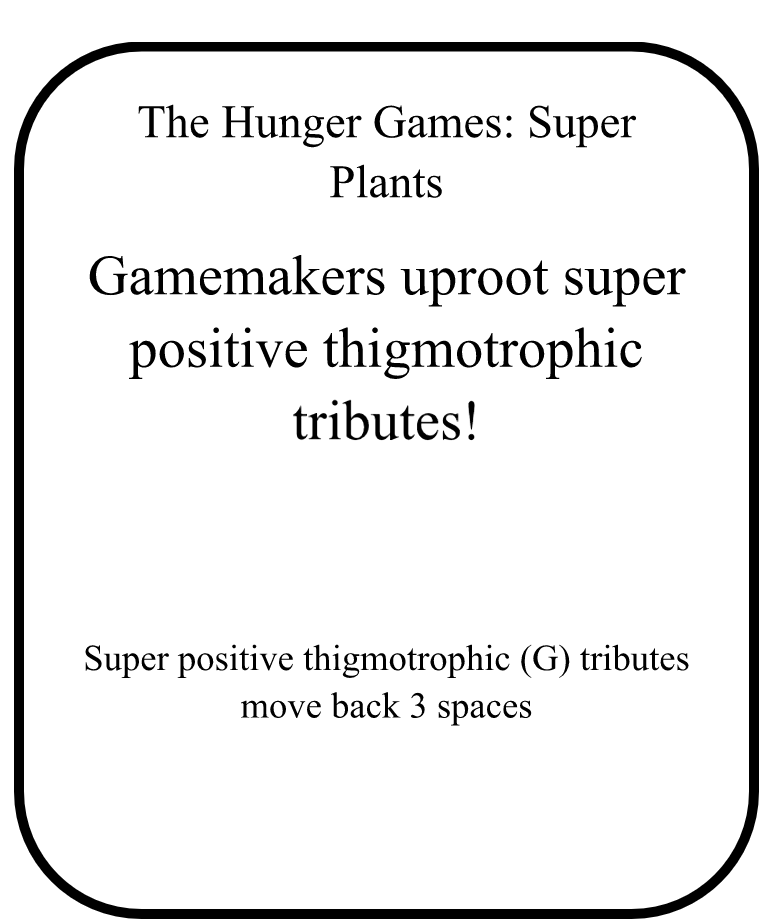 The Hunger Games: Super
Plants
Gamemakers uproot super
positive thigmotrophic
tributes!
Super positive thigmotrophic (G) tributes
move back 3 spaces